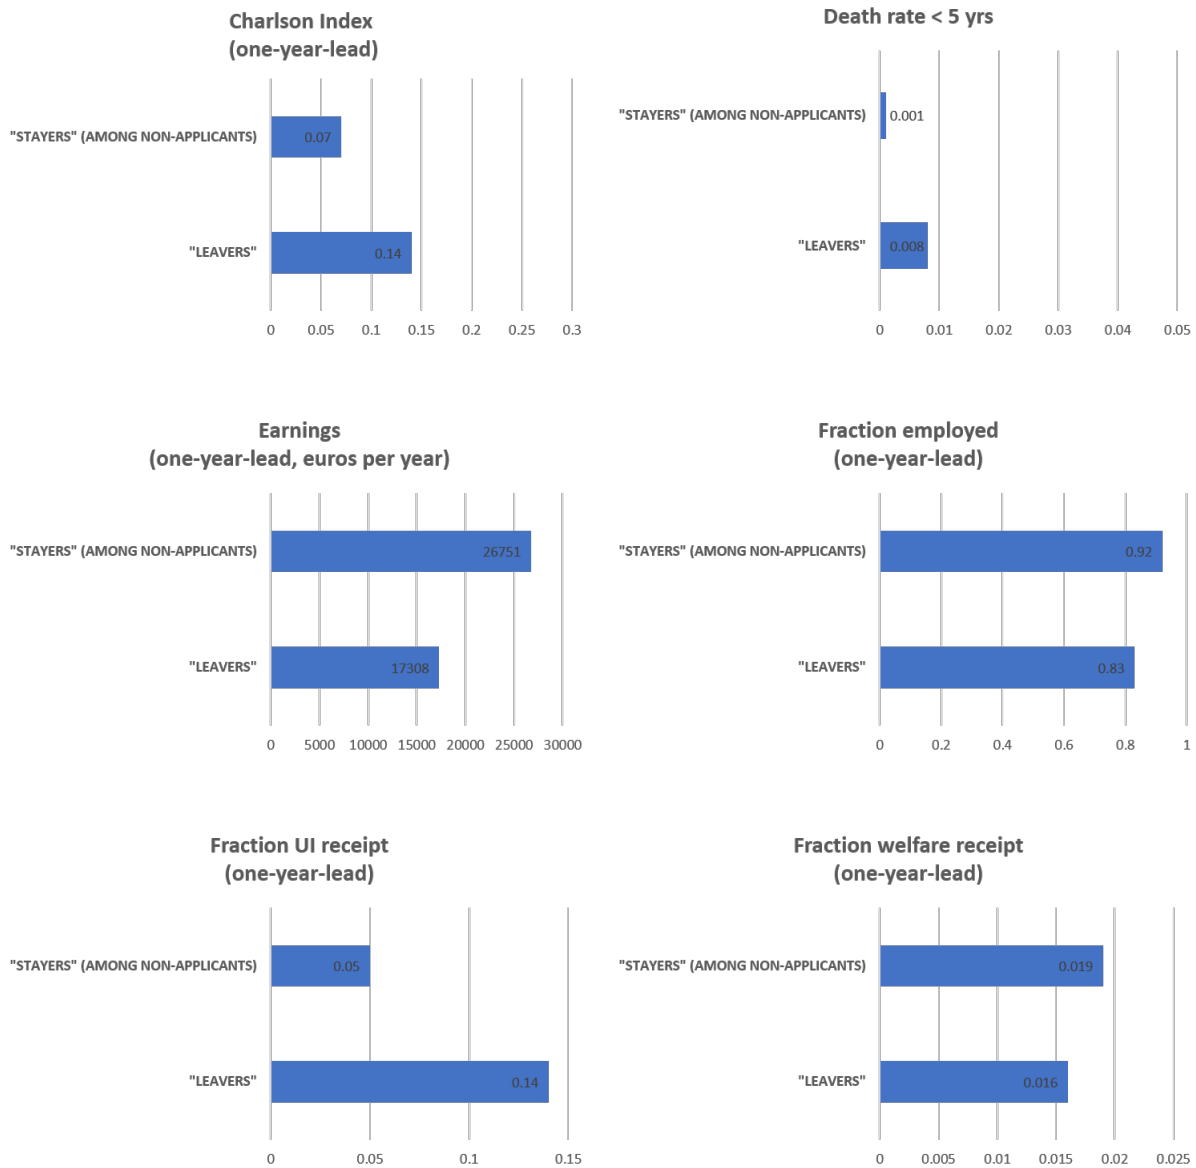 Charlson Index
(one-year-lead)
"STAYERS" (AMONG NON-APPLICANTS)
0.07
"LEAVERS"
0.14
0 0.05 0.1 0.15 0.2 0.25 0.3
Death rate < 5 yrs
"STAYERS" (AMONG NON-APPLICANTS)
0.001
"LEAVERS"
0.008
0 0.01 0.02 0.03 0.04 0.05
Earnings
(one-year-lead, euros per year)
"STAYERS" (AMONG NON-APPLICANTS)
26751
"LEAVERS"
17308
0 5000 10000 15000 20000 25000 30000
Fraction employed
(one-year-lead)
"STAYERS" (AMONG NON-APPLICANTS)
0.92
"LEAVERS"
0.83
0 0.2 0.4 0.6 0.8 1
Fraction UI receipt
(one-year-lead)
"STAYERS" (AMONG NON-APPLICANTS)
0.05
"LEAVERS"
0.14
0 0.05 0.1 0.15
Fraction welfare receipt
(one-year-lead)
"STAYERS" (AMONG NON-APPLICANTS)
0.019
"LEAVERS"
0.016
0 0.005 0.01 0.015 0.02 0.025